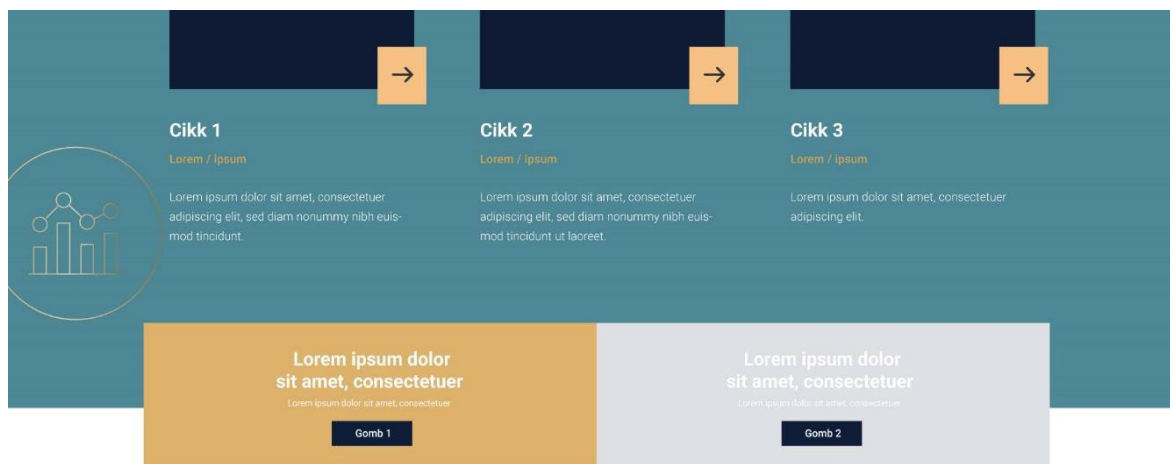 Cikk 1
Lorem / ipsum
Lorem ipsum dolor sit amet, consectetuer
adipiscing elit, sed diam nonummy nibh euis-
mod tincidunt.
Cikk 2
Lorem / ipsum
Lorem ipsum dolor sit amet, consectetuer
adipiscing elit, sed diam nonummy nibh euis-
mod tincidunt ut laoreet.
Cikk 3
Lorem / ipsum
Lorem ipsum dolor sit amet, consectetuer
adipiscing elit.
Lorem ipsum dolor
sit amet, consectetuer
Lorem ipsum dolor sit amet, consectetuer
Gomb 1
Lorem ipsum dolor
sit amet, consectetuer
Lorem ipsum dolor sit amet, consectetuer
Gomb 2